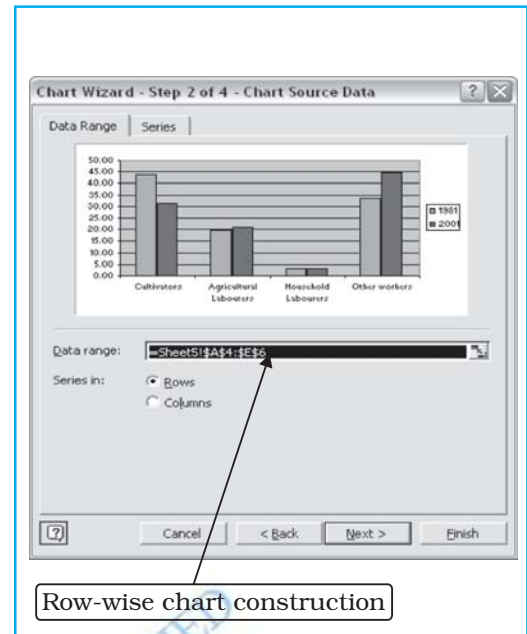 Chart Wizard - Step 2 of 4 - Chart Source Data
Data Range
Series
50.00
45.00
40.00
35.00
30.00
25.00
20.00
15.00
10.00
5.00
0.00
Cultivators
Agricultural
Labourers
Household
Labourers
Other workers
1981
2001
Data range:
=Sheet5!$A$4:$E$6
Series in:
Rows
Columns
Cancel
< Back
Next >
Finish
Row-wise chart construction